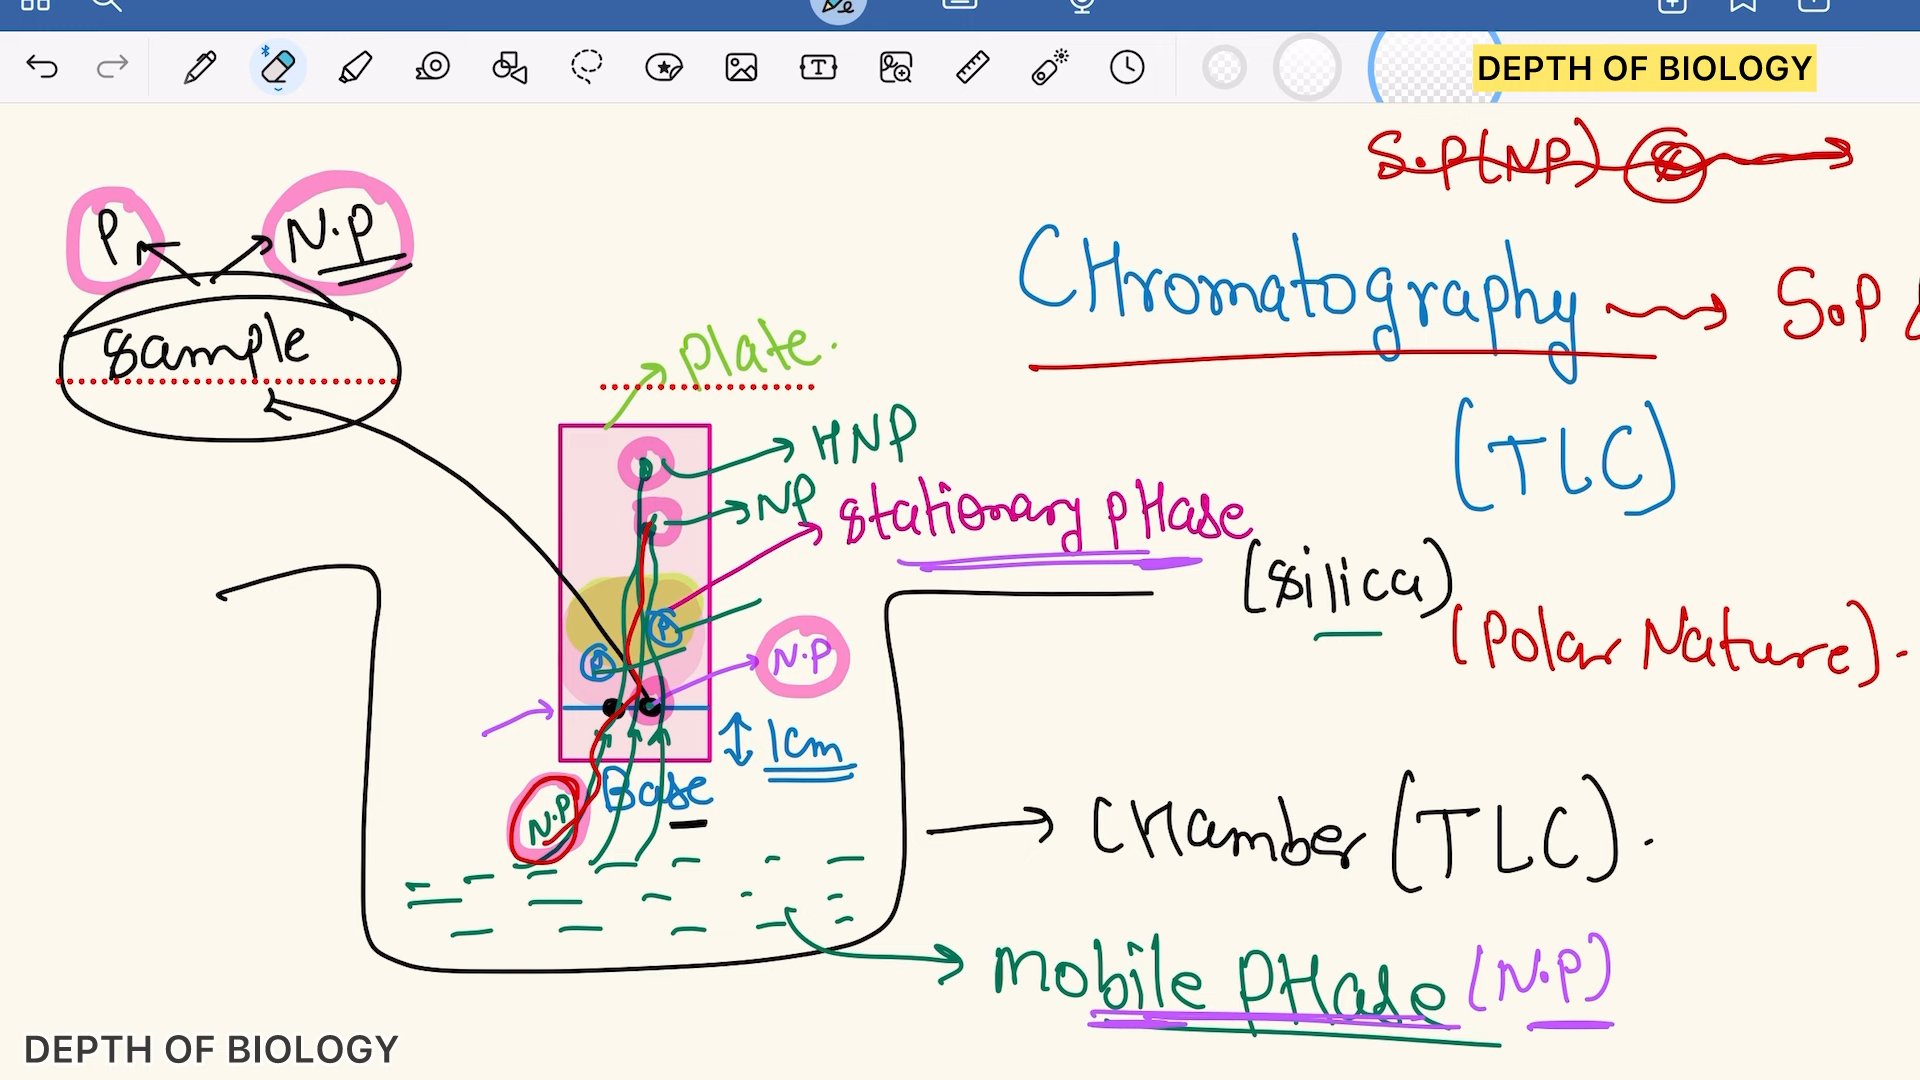 DEPTH OF BIOLOGY
S.P(NP)
P
N.P
CHromatography
S.P
sample
Plate.
(TLC)
HNP
NP
stationary pHase
(silica)
(Polar Nature).
P
P
N.P
1cm
Base
N.P
CHamber (TLC).
mobile PHase (N.P)
DEPTH OF BIOLOGY